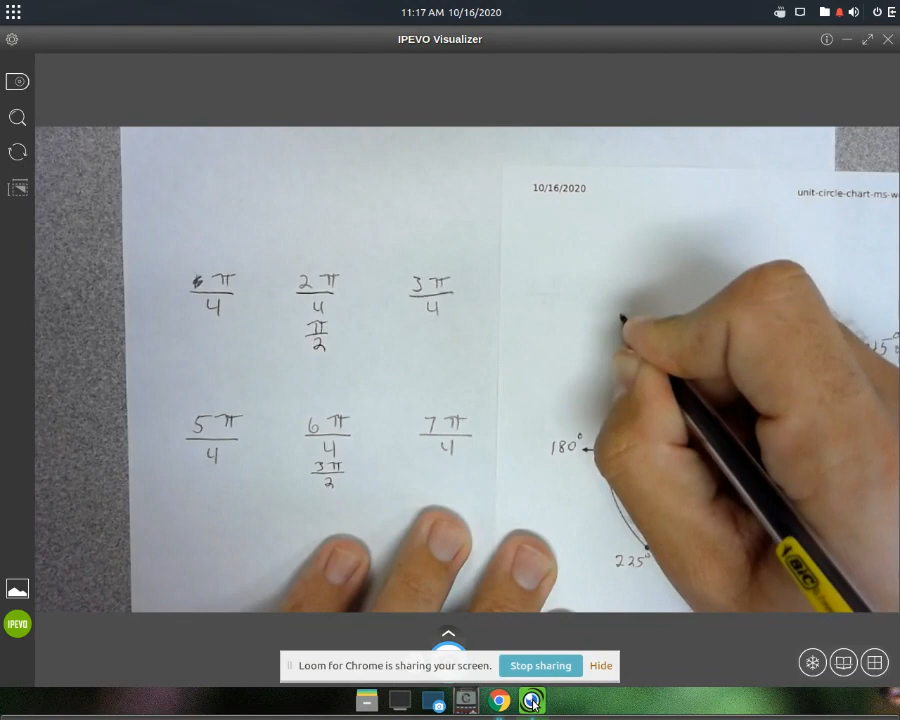 11:17 AM 10/16/2020
IPEVO Visualizer
10/16/2020
unit-circle-chart-ms-w
π/4 2π/4 3π/4
π/2
45°
5π/4 6π/4 7π/4
3π/2
180°
225°
IPEVO
BIC
Loom for Chrome is sharing your screen. Stop sharing Hide